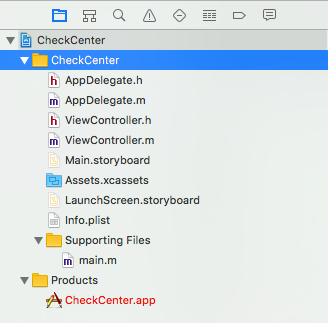 CheckCenter
CheckCenter
AppDelegate.h
AppDelegate.m
ViewController.h
ViewController.m
Main.storyboard
Assets.xcassets
LaunchScreen.storyboard
Info.plist
Supporting Files
main.m
Products
CheckCenter.app